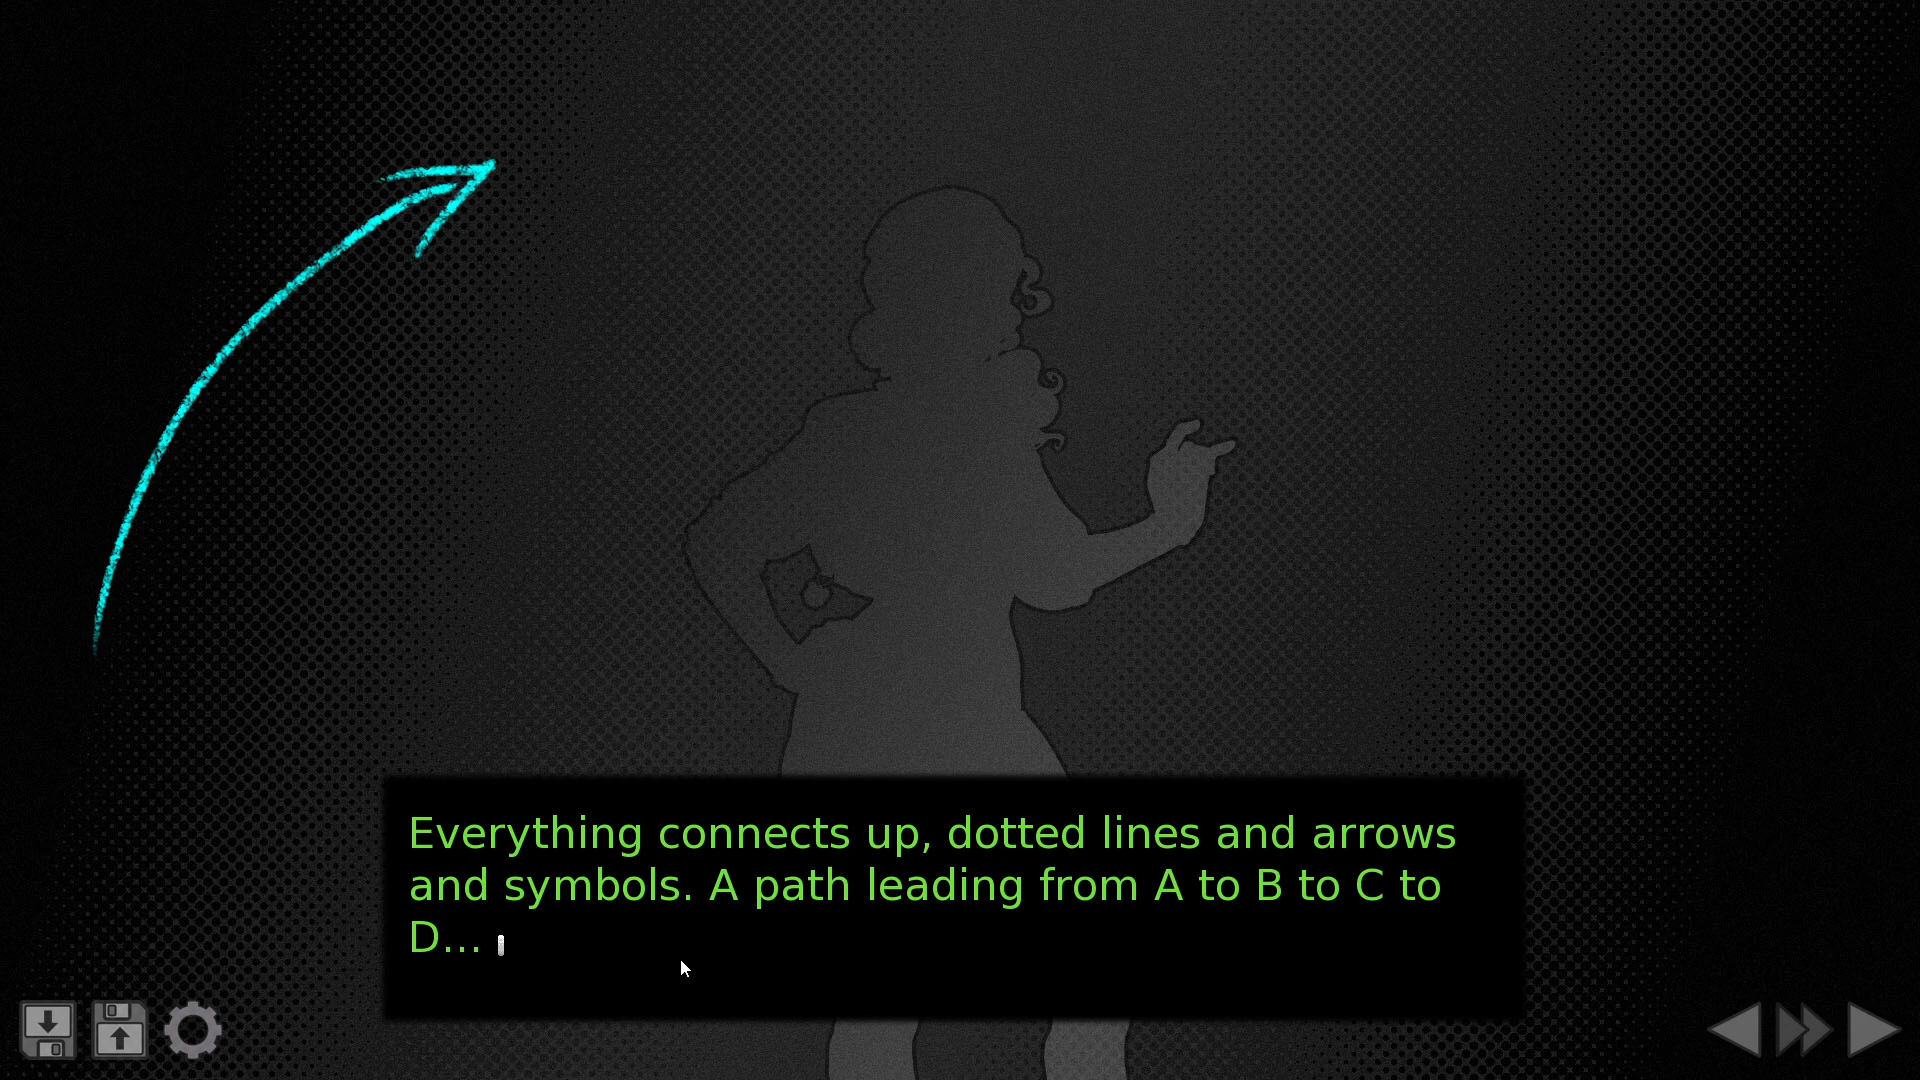 Everything connects up, dotted lines and arrows
and symbols. A path leading from A to B to C to
D...